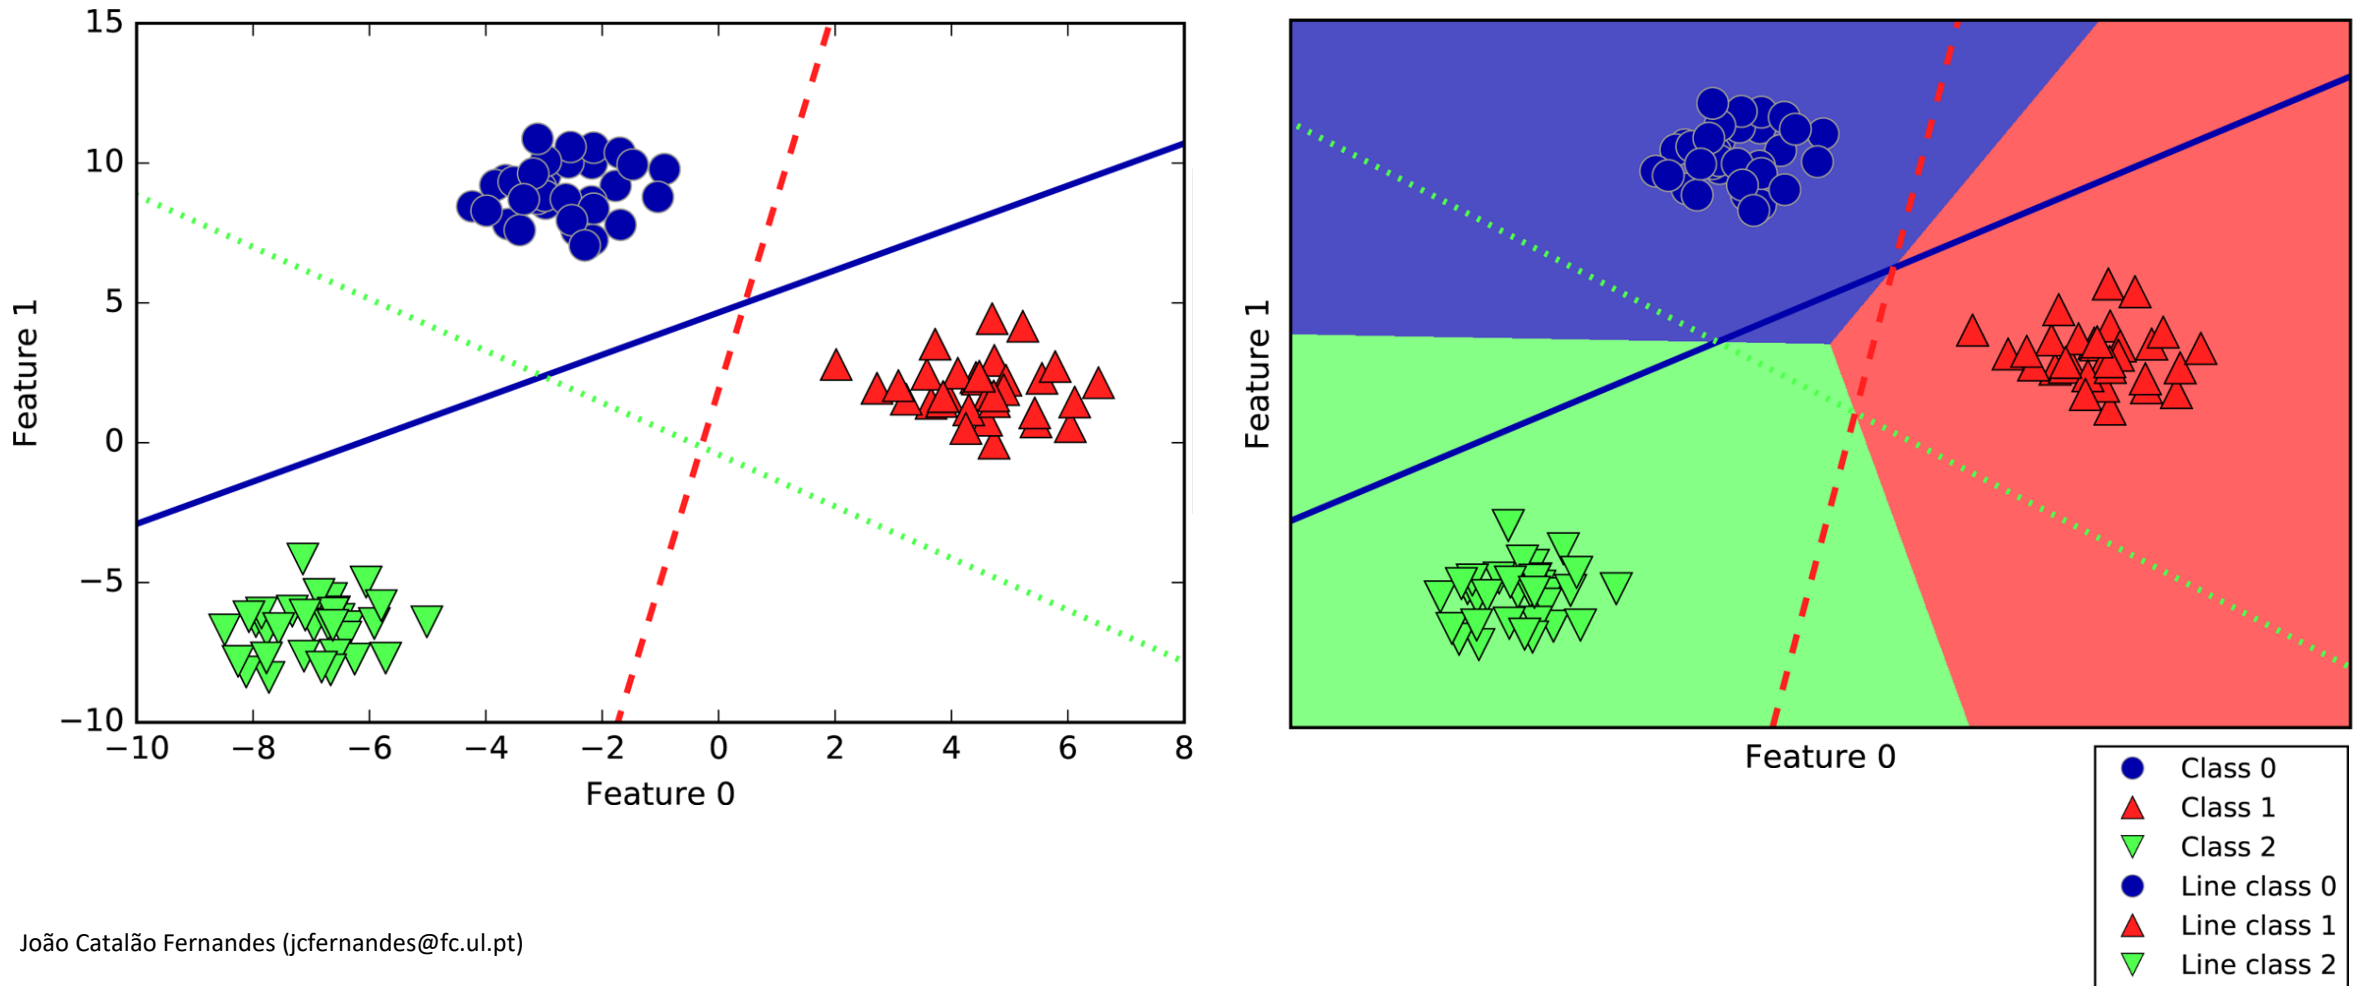 15
10
5
0
−5
−10
Feature 1
−10 −8 −6 −4 −2 0 2 4 6 8
Feature 0
Feature 1
Feature 0
Class 0
Class 1
Class 2
Line class 0
Line class 1
Line class 2
João Catalão Fernandes (jcfernandes@fc.ul.pt)